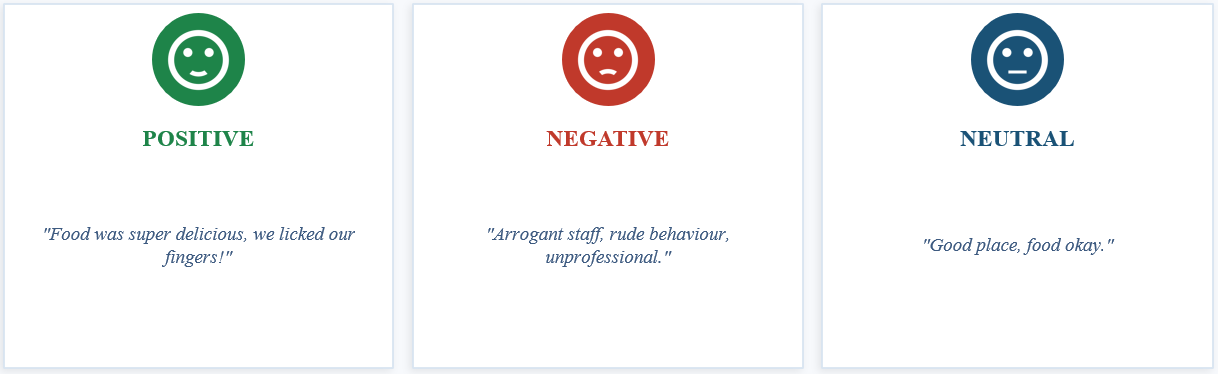 POSITIVE
"Food was super delicious, we licked our
fingers!"
NEGATIVE
"Arrogant staff, rude behaviour,
unprofessional."
NEUTRAL
"Good place, food okay."